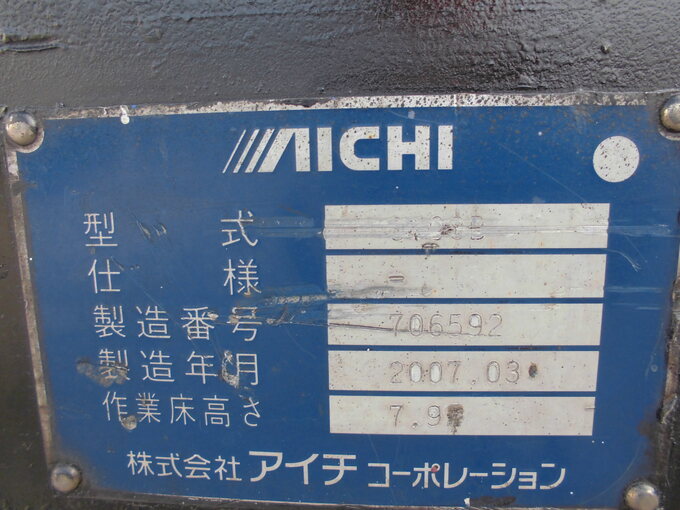 AICHI
型式
仕様 -
製造番号 706592
製造年月 2007.03
作業床高さ 7.9
株式会社 アイチ コーポレーション